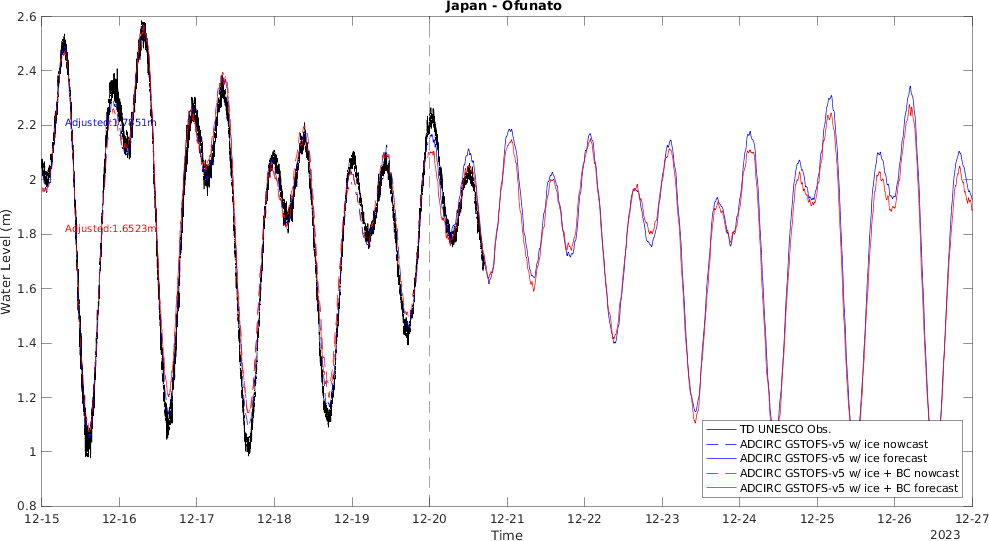 Japan - Ofunato
2.6
2.4
2.2
2
1.8
1.6
1.4
1.2
1
0.8
Water Level (m)
Adjusted:1.7851m
Adjusted:1.6523m
TD UNESCO Obs.
ADCIRC GSTOFS-v5 w/ ice nowcast
ADCIRC GSTOFS-v5 w/ ice forecast
ADCIRC GSTOFS-v5 w/ ice + BC nowcast
ADCIRC GSTOFS-v5 w/ ice + BC forecast
12-15 12-16 12-17 12-18 12-19 12-20 12-21 12-22 12-23 12-24 12-25 12-26 12-27
Time
2023